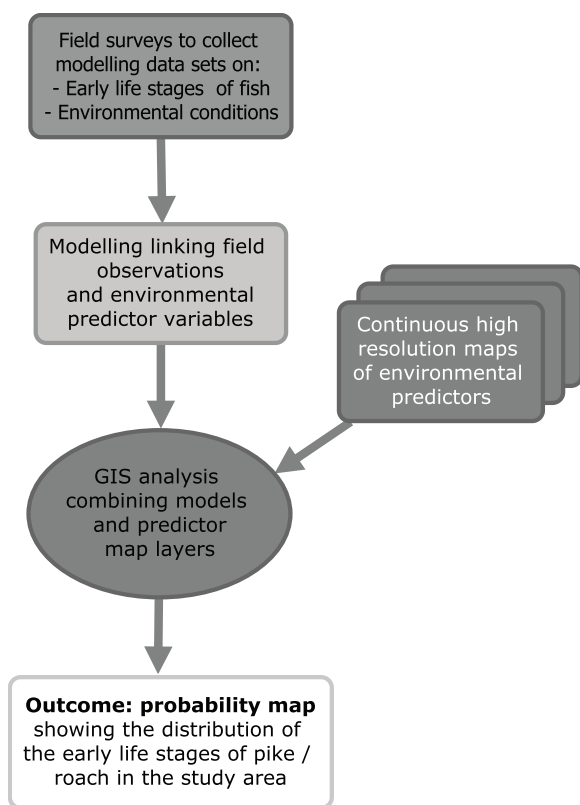 Field surveys to collect
modelling data sets on:
- Early life stages of fish
- Environmental conditions
Modelling linking field
observations
and environmental
predictor variables
Continuous high
resolution maps
of environmental
predictors
GIS analysis
combining models
and predictor
map layers
Outcome: probability map
showing the distribution of
the early life stages of pike /
roach in the study area